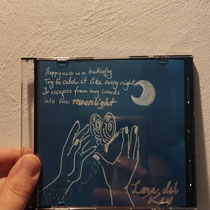 Happyness is a butterfly
Try to catch it like every night
It escapes from my hands
into the moonlight
Lana del
Rey